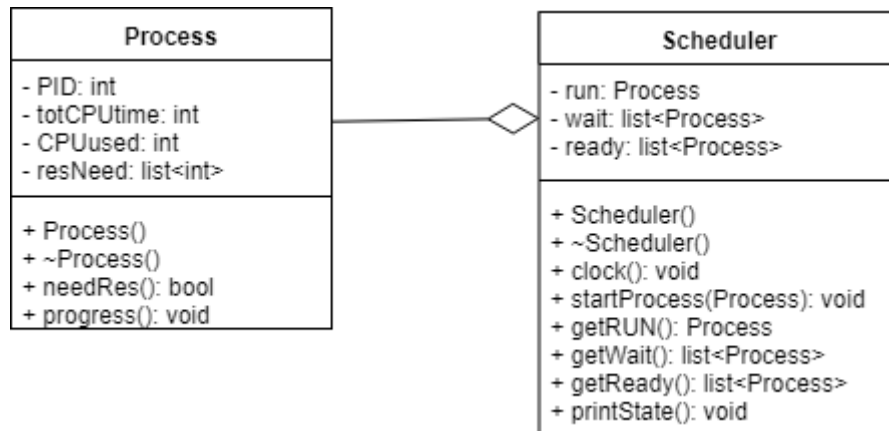 Process
- PID: int
- totCPUtime: int
- CPUused: int
- resNeed: list<int>
+ Process()
+ ~Process()
+ needRes(): bool
+ progress(): void
Scheduler
- run: Process
- wait: list<Process>
- ready: list<Process>
+ Scheduler()
+ ~Scheduler()
+ clock(): void
+ startProcess(Process): void
+ getRUN(): Process
+ getWait(): list<Process>
+ getReady(): list<Process>
+ printState(): void